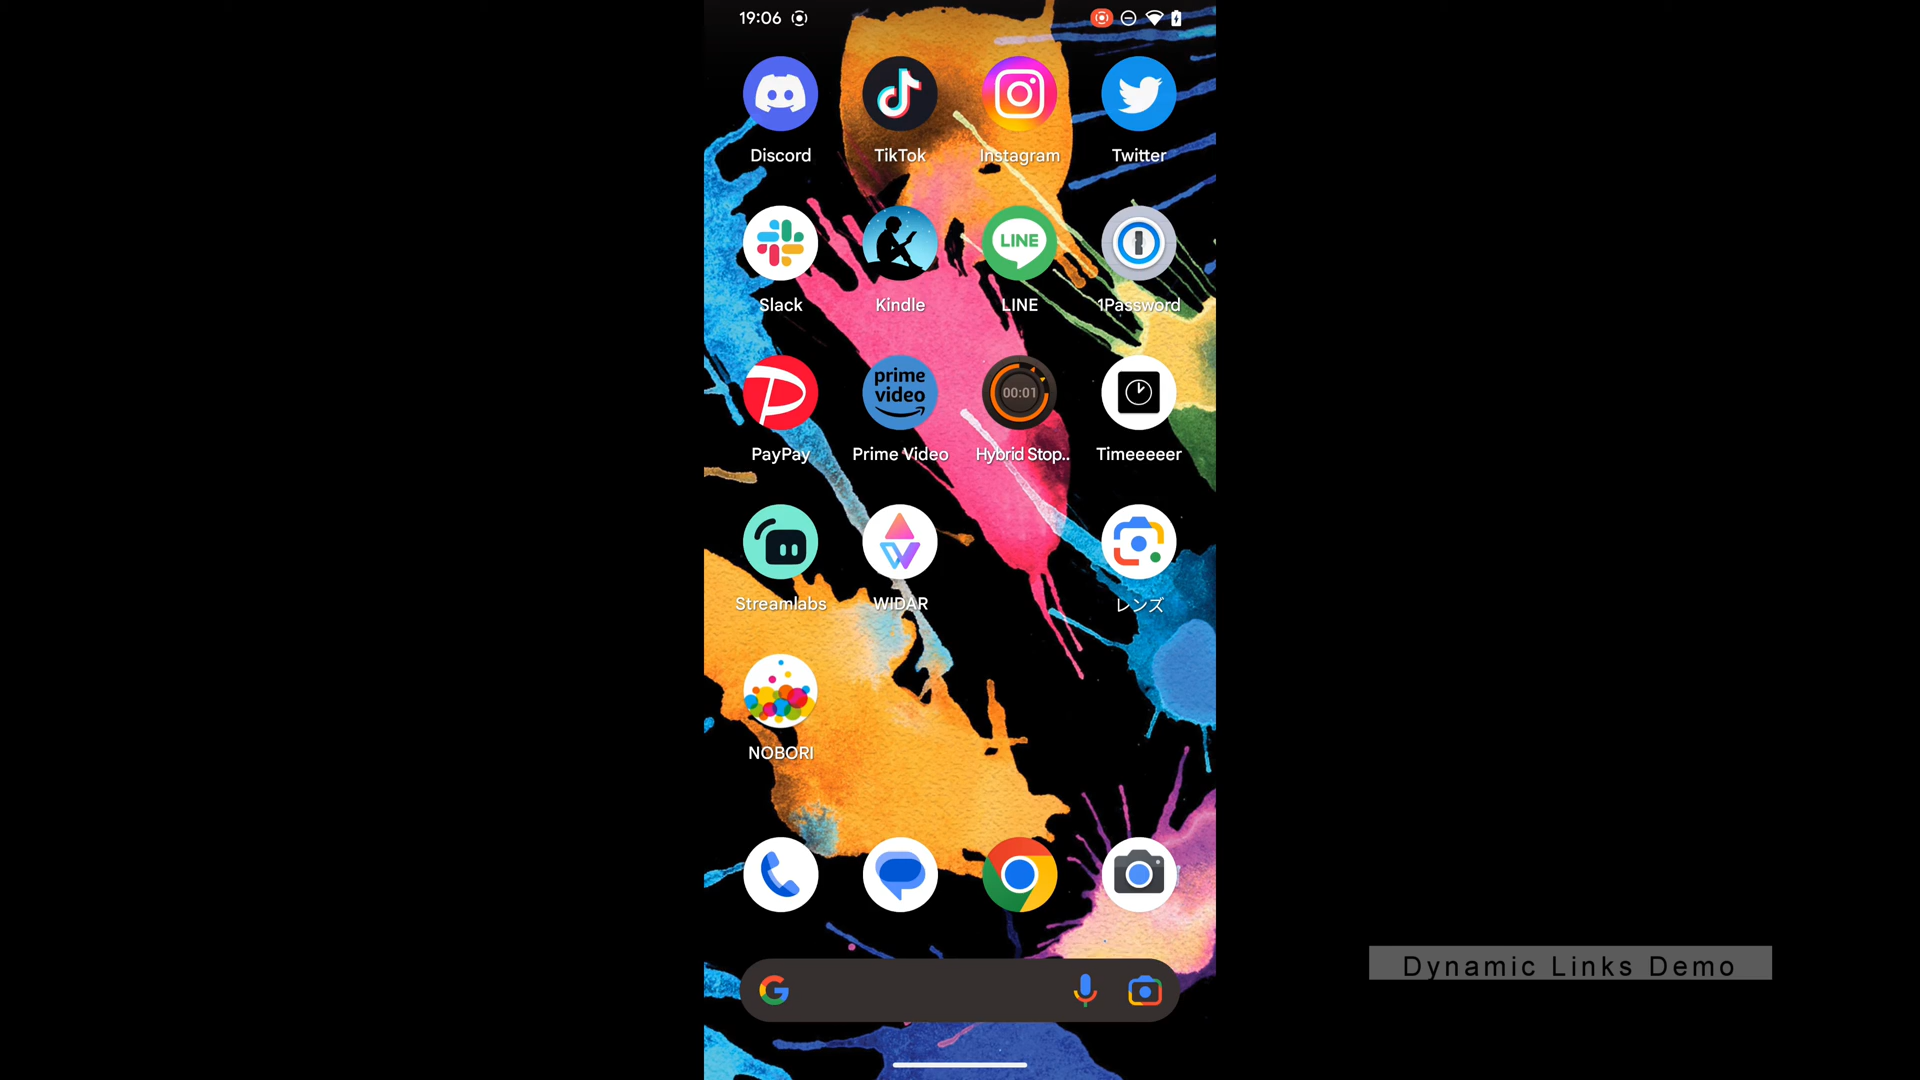 19:06
Discord
TikTok
Instagram
Twitter
LINE
Slack
Kindle
LINE
1Password
prime
video
00:01
PayPay
Prime Video
Hybrid Stop..
Timeeeeer
Streamlabs
WIDAR
レンズ
NOBORI
Dynamic Links Demo